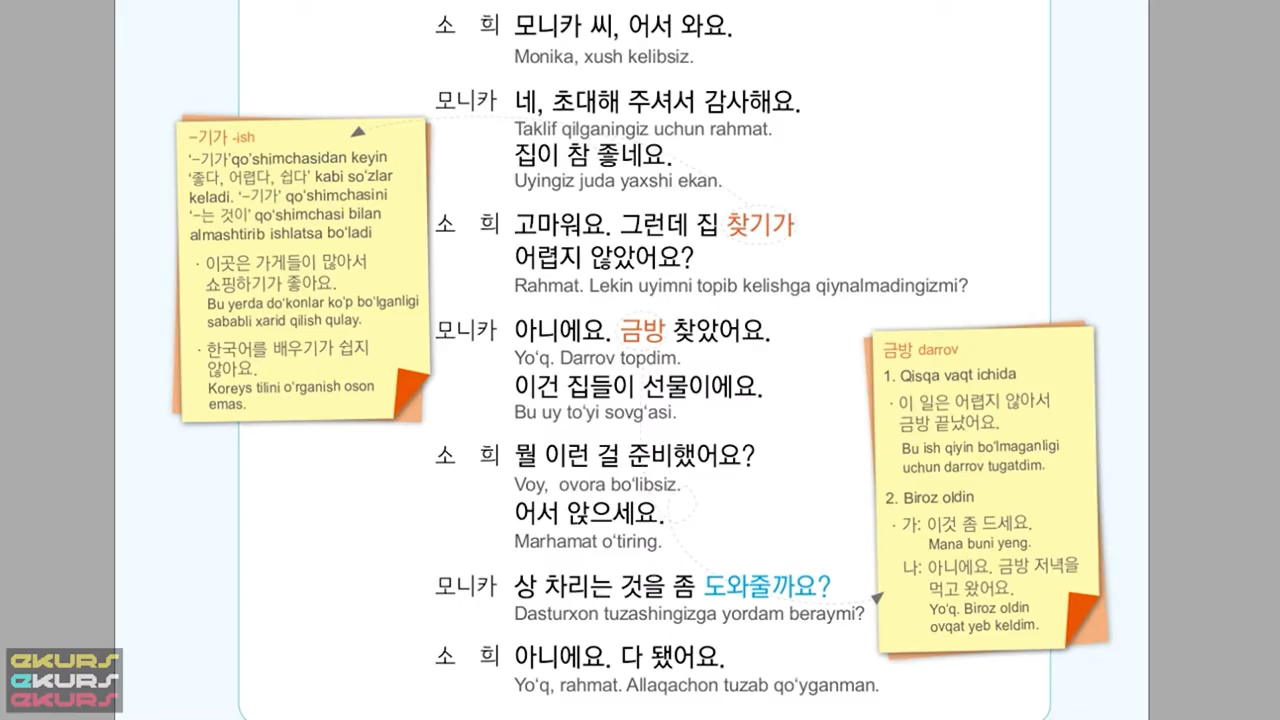 소 희 모니카 씨, 어서 와요.
Monika, xush kelibsiz.
모니카 네, 초대해 주셔서 감사해요.
Taklif qilganingiz uchun rahmat.
집이 참 좋네요.
Uyingiz juda yaxshi ekan.
소 희 고마워요. 그런데 집 찾기가
어렵지 않았어요?
Rahmat. Lekin uyimni topib kelishga qiynalmadingizmi?
모니카 아니에요. 금방 찾았어요.
Yo‘q. Darrov topdim.
이건 집들이 선물이에요.
Bu uy to‘yi sovg‘asi.
소 희 뭘 이런 걸 준비했어요?
Voy, ovora bo‘libsiz.
어서 앉으세요.
Marhamat o‘tiring.
모니카 상 차리는 것을 좀 도와줄까요?
Dasturxon tuzashingizga yordam beraymi?
소 희 아니에요. 다 됐어요.
Yo‘q, rahmat. Allaqachon tuzab qo‘yganman.
–기가 -ish
‘–기가’qo‘shimchasidan keyin
‘좋다, 어렵다, 쉽다’ kabi so‘zlar
keladi. ‘–기가’ qo‘shimchasini
‘–는 것이’ qo‘shimchasi bilan
almashtirib ishlatsa bo‘ladi
· 이곳은 가게들이 많아서
쇼핑하기가 좋아요.
Bu yerda do‘konlar ko‘p bo‘lganligi
sababli xarid qilish qulay.
· 한국어를 배우기가 쉽지
않아요.
Koreys tilini o‘rganish oson
emas.
금방 darrov
1. Qisqa vaqt ichida
· 이 일은 어렵지 않아서
금방 끝났어요.
Bu ish qiyin bo‘lmaganligi
uchun darrov tugatdim.
2. Biroz oldin
· 가: 이것 좀 드세요.
Mana buni yeng.
나: 아니에요. 금방 저녁을
먹고 왔어요.
Yo‘q. Biroz oldin
ovqat yeb keldim.
eKURS
eKURS
eKURS